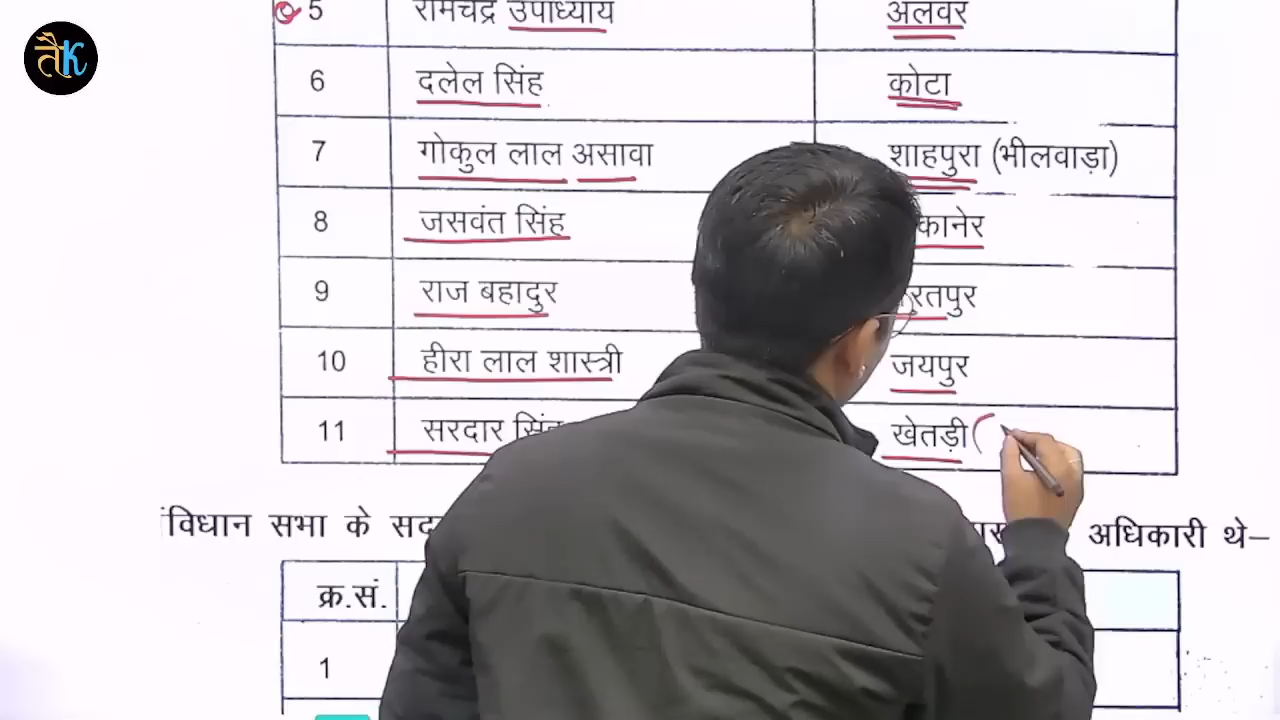 तैK
5 रामचंद्र उपाध्याय अलवर
6 दलेल सिंह कोटा
7 गोकुल लाल असावा शाहपुरा (भीलवाड़ा)
8 जसवंत सिंह कानेर
9 राज बहादुर रतपुर
10 हीरा लाल शास्त्री जयपुर
11 सरदार खेतड़ी (
विधान सभा के अधिकारी थे–
क्र.सं.
1